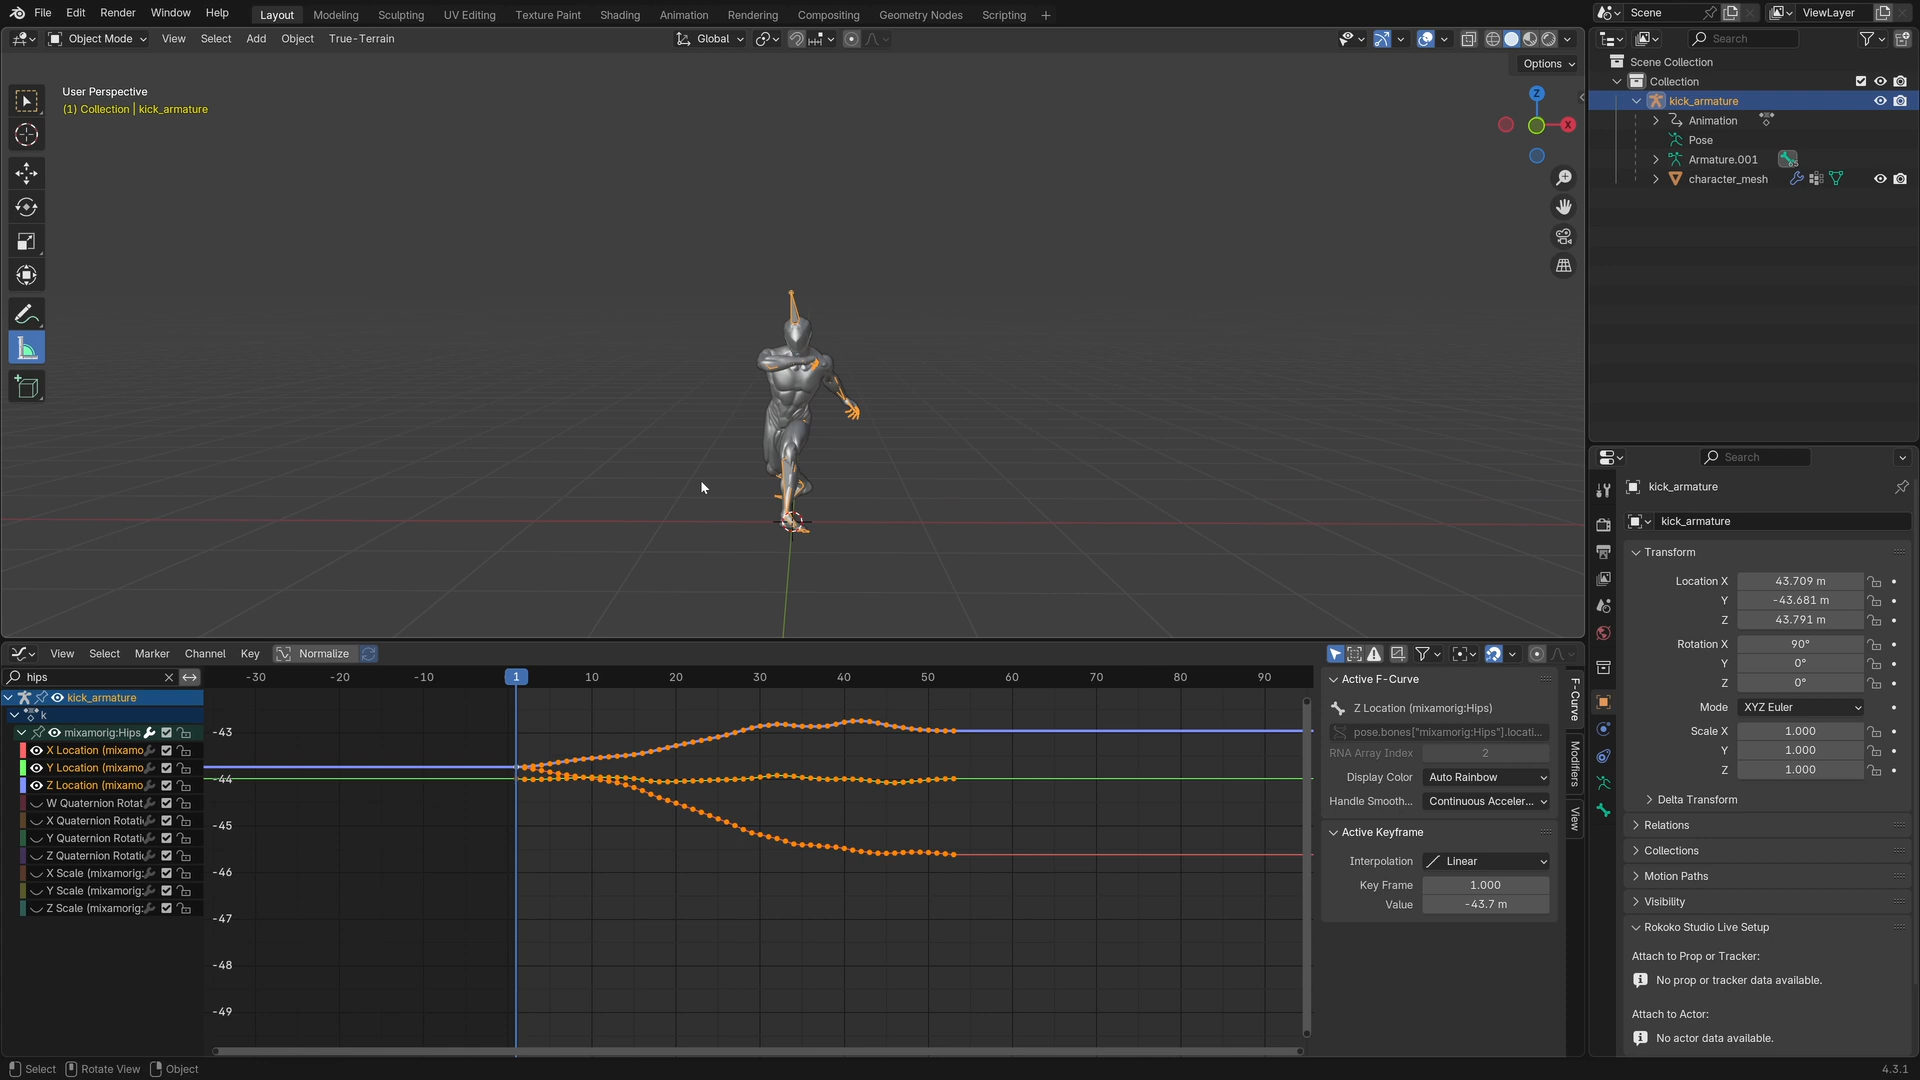 File Edit Render Window Help Layout Modeling Sculpting UV Editing Texture Paint Shading Animation Rendering Compositing Geometry Nodes Scripting +
Scene ViewLayer
Object Mode View Select Add Object True-Terrain Global
Search
Options
User Perspective
(1) Collection | kick_armature
Z
X
Scene Collection
Collection
kick_armature
Animation
Pose
Armature.001
character_mesh
Search
kick_armature
kick_armature
Transform
Location X 43.709 m
Y -43.681 m
Z 43.791 m
Rotation X 90°
Y 0°
Z 0°
Mode XYZ Euler
Scale X 1.000
Y 1.000
Z 1.000
Delta Transform
Relations
Collections
Motion Paths
Visibility
Rokoko Studio Live Setup
Attach to Prop or Tracker:
No prop or tracker data available.
Attach to Actor:
No actor data available.
View Select Marker Channel Key Normalize
hips
-30 -20 -10 1 10 20 30 40 50 60 70 80 90
kick_armature
k
mixamorig:Hips
X Location (mixamo
Y Location (mixamo
Z Location (mixamo
W Quaternion Rotat
X Quaternion Rotati
Y Quaternion Rotati
Z Quaternion Rotati
X Scale (mixamorig:
Y Scale (mixamorig:
Z Scale (mixamorig:
-43
-44
-45
-46
-47
-48
-49
Active F-Curve
Z Location (mixamorig:Hips)
pose.bones["mixamorig:Hips"].locati...
RNA Array Index 2
Display Color Auto Rainbow
Handle Smooth... Continuous Acceler...
Active Keyframe
Interpolation Linear
Key Frame 1.000
Value -43.7 m
F-Curve
Modifiers
View
Select Rotate View Object
4.3.1